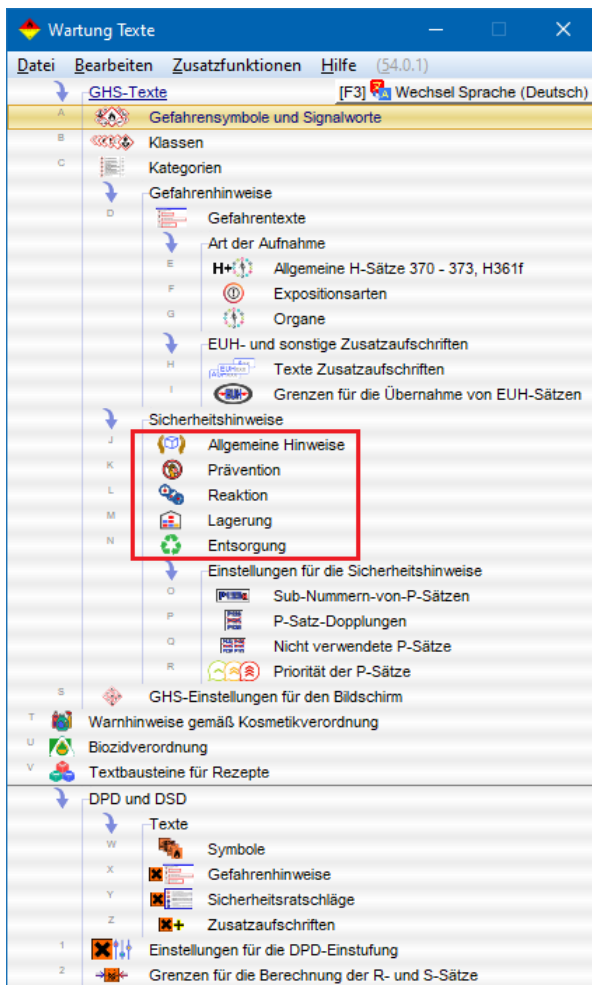 Wartung Texte
Datei Bearbeiten Zusatzfunktionen Hilfe (54.0.1)
GHS-Texte [F3] Wechsel Sprache (Deutsch)
A Gefahrensymbole und Signalworte
B Klassen
C Kategorien
Gefahrenhinweise
D Gefahrentexte
Art der Aufnahme
E H+ Allgemeine H-Sätze 370 - 373, H361f
F Expositionsarten
G Organe
EUH- und sonstige Zusatzaufschriften
H Texte Zusatzaufschriften
I Grenzen für die Übernahme von EUH-Sätzen
Sicherheitshinweise
J Allgemeine Hinweise
K Prävention
L Reaktion
M Lagerung
N Entsorgung
Einstellungen für die Sicherheitshinweise
O Sub-Nummern-von-P-Sätzen
P P-Satz-Dopplungen
Q Nicht verwendete P-Sätze
R Priorität der P-Sätze
S GHS-Einstellungen für den Bildschirm
T Warnhinweise gemäß Kosmetikverordnung
U Biozidverordnung
V Textbausteine für Rezepte
DPD und DSD
Texte
W Symbole
X Gefahrenhinweise
Y Sicherheitsratschläge
Z Zusatzaufschriften
1 Einstellungen für die DPD-Einstufung
2 Grenzen für die Berechnung der R- und S-Sätze